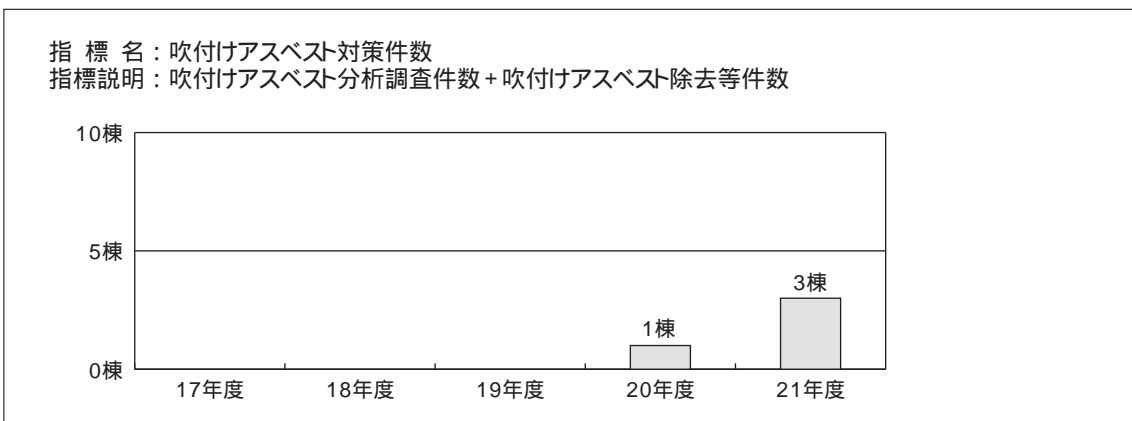 指 標 名：吹付けアスベスト対策件数
指標説明：吹付けアスベスト分析調査件数+吹付けアスベスト除去等件数
10棟
5棟
3棟
1棟
0棟
17年度 18年度 19年度 20年度 21年度